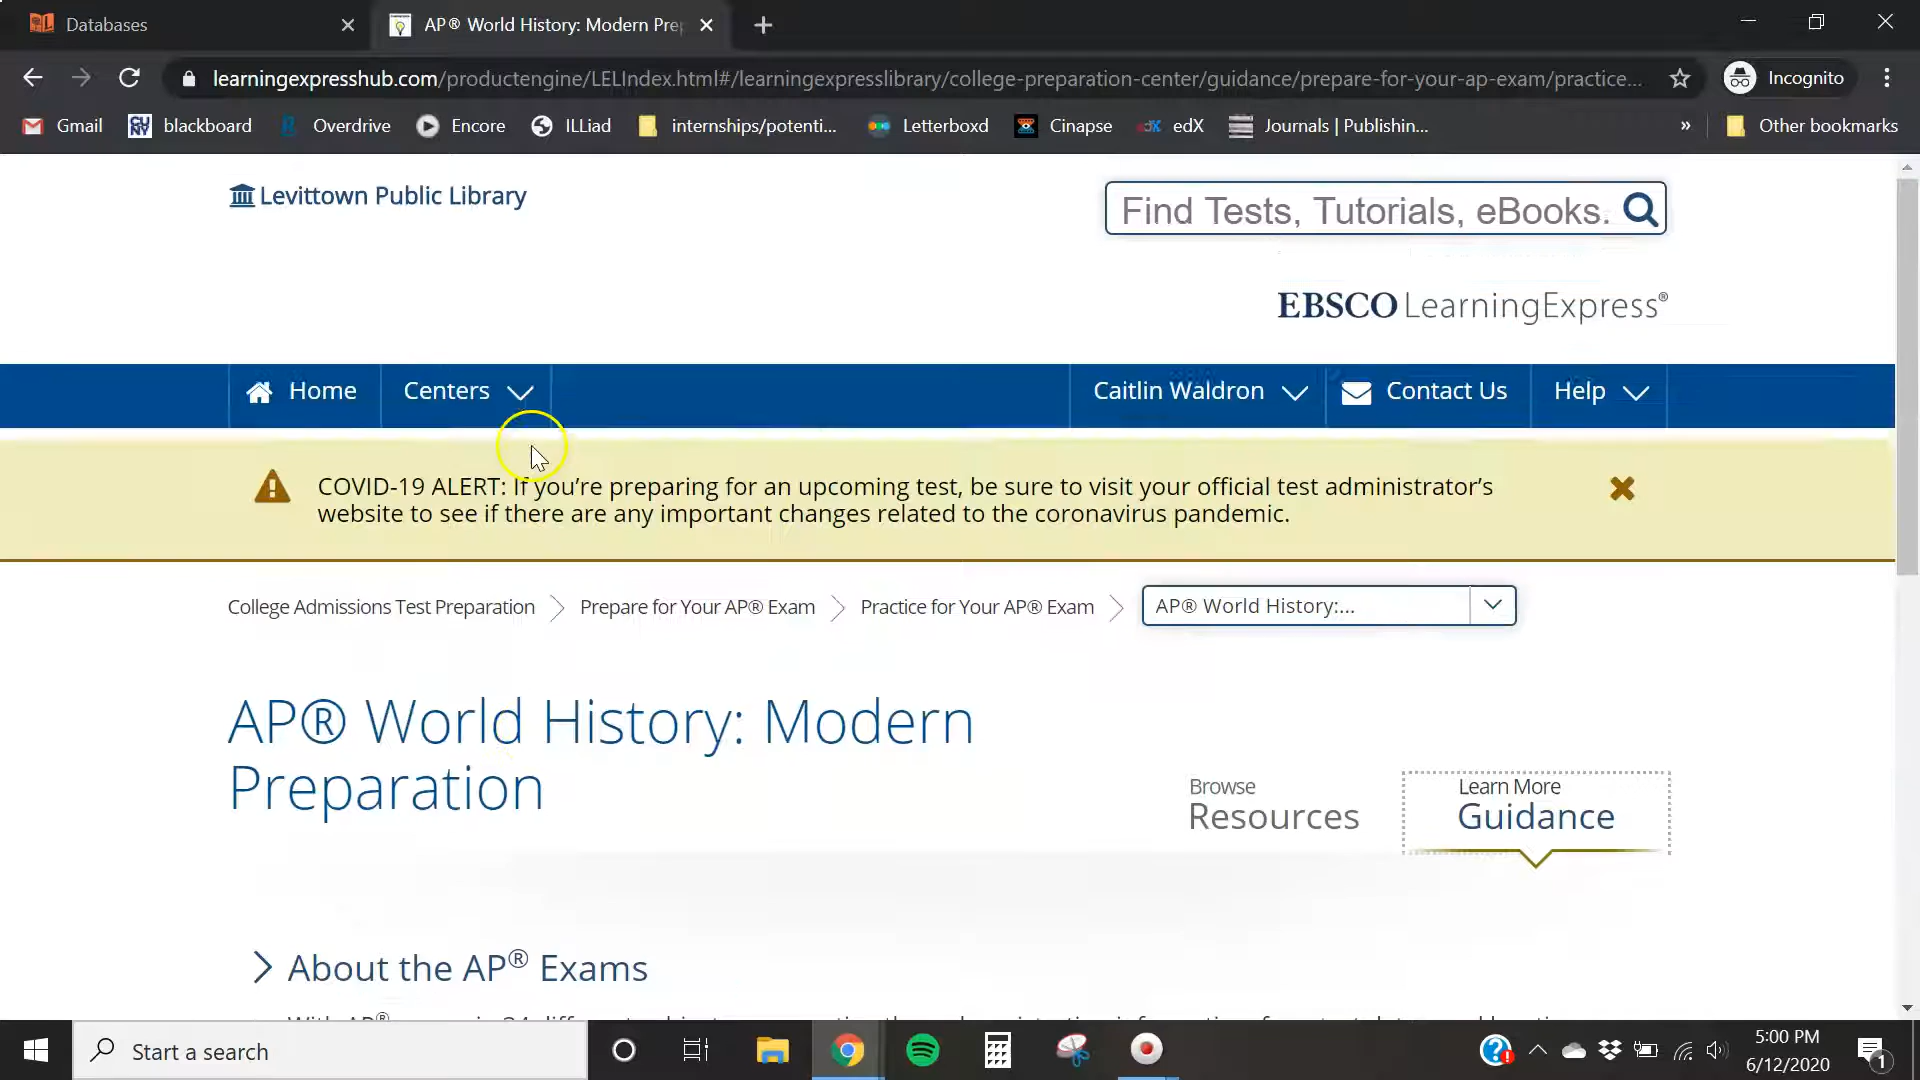 Databases
AP® World History: Modern Pre
learningexpresshub.com/productengine/LELIndex.html#/learningexpresslibrary/college-preparation-center/guidance/prepare-for-your-ap-exam/practice...
Incognito
Gmail
blackboard
Overdrive
Encore
ILLiad
internships/potenti...
Letterboxd
Cinapse
edX
Journals | Publishin...
»
Other bookmarks
Levittown Public Library
Find Tests, Tutorials, eBooks.
EBSCO LearningExpress®
Home
Centers
Caitlin Waldron
Contact Us
Help
COVID-19 ALERT: If you’re preparing for an upcoming test, be sure to visit your official test administrator’s
website to see if there are any important changes related to the coronavirus pandemic.
College Admissions Test Preparation
Prepare for Your AP® Exam
Practice for Your AP® Exam
AP® World History:...
AP® World History: Modern
Preparation
Browse
Resources
Learn More
Guidance
About the AP® Exams
Start a search
5:00 PM
6/12/2020
1